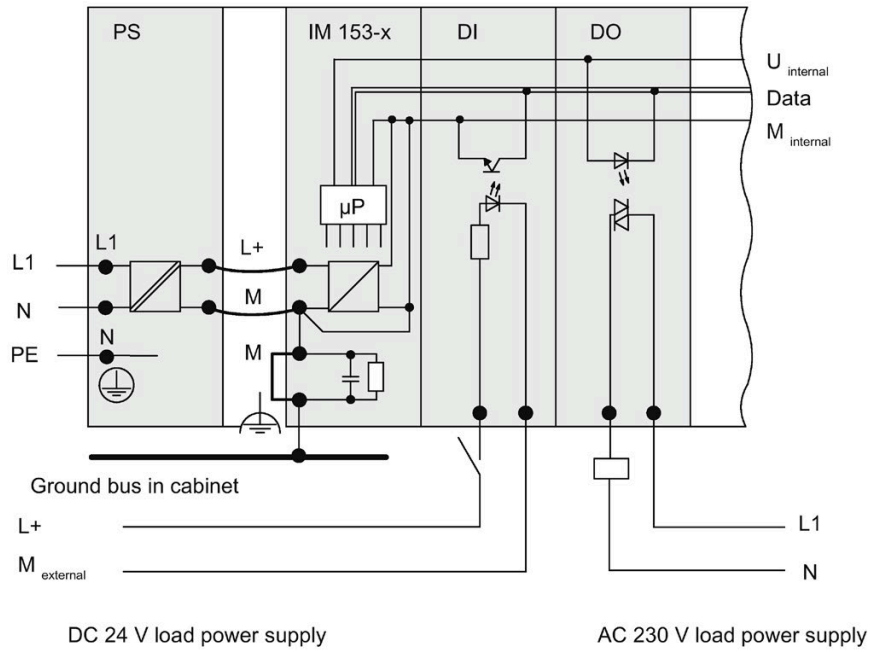 PS
IM 153-x
DI
DO
U internal
Data
M internal
µP
L1
L+
L1
N
M
N
PE
M
Ground bus in cabinet
L+
L1
M external
N
DC 24 V load power supply
AC 230 V load power supply